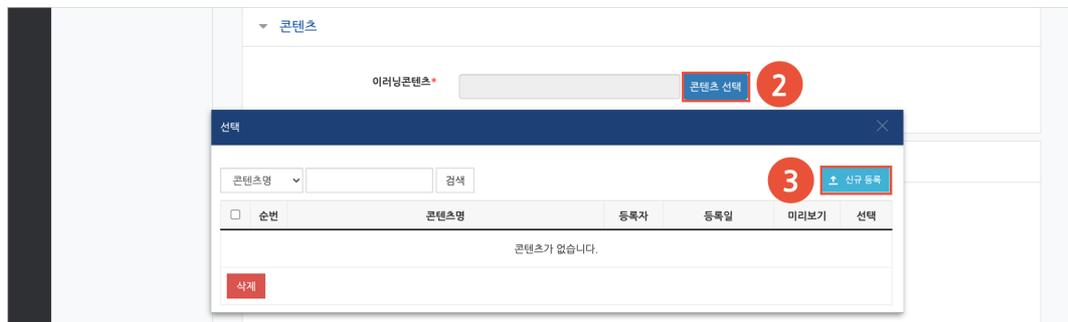 콘텐츠
이러닝콘텐츠* 콘텐츠 선택 2
선택
콘텐츠명 검색 3 신규 등록
순번 콘텐츠명 등록자 등록일 미리보기 선택
콘텐츠가 없습니다.
삭제